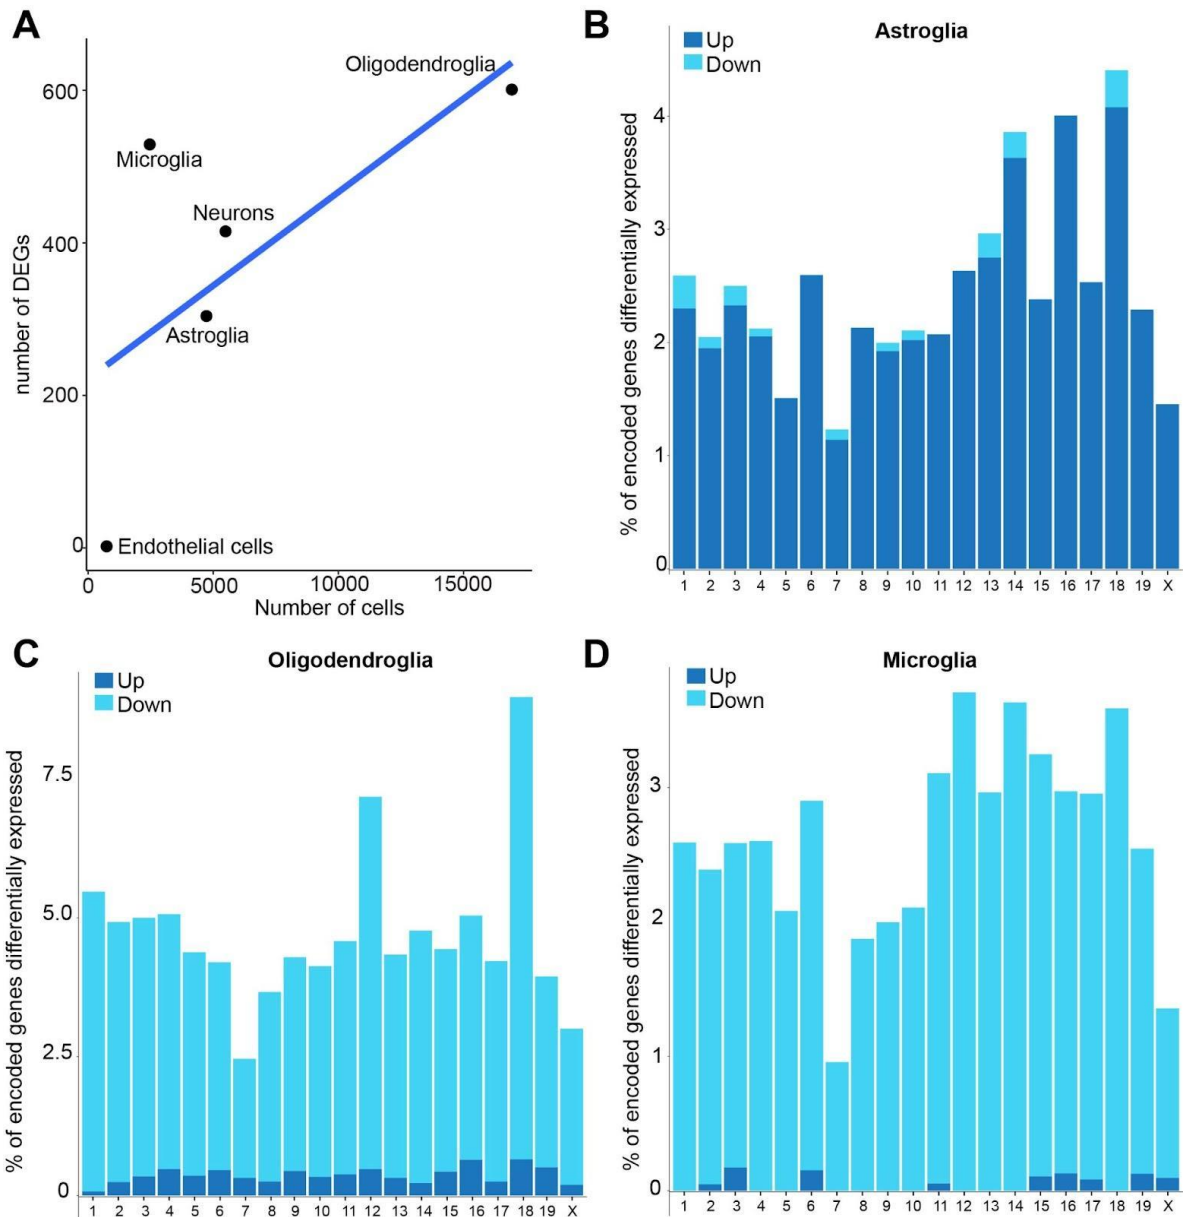 A
number of DEGs
600
400
200
0
Oligodendroglia
Microglia
Neurons
Astroglia
Endothelial cells
0 5000 10000 15000
Number of cells
B
Astroglia
Up
Down
% of encoded genes differentially expressed
4
3
2
1
0
1 2 3 4 5 6 7 8 9 10 11 12 13 14 15 16 17 18 19 X
C
Oligodendroglia
Up
Down
% of encoded genes differentially expressed
7.5
5.0
2.5
0
1 2 3 4 5 6 7 8 9 10 11 12 13 14 15 16 17 18 19 X
D
Microglia
Up
Down
% of encoded genes differentially expressed
3
2
1
0
1 2 3 4 5 6 7 8 9 10 11 12 13 14 15 16 17 18 19 X